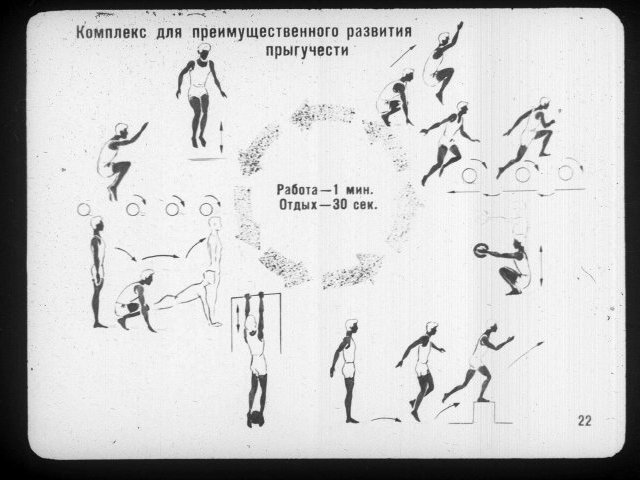 Комплекс для преимущественного развития
прыгучести
Работа—1 мин.
Отдых—30 сек.
22